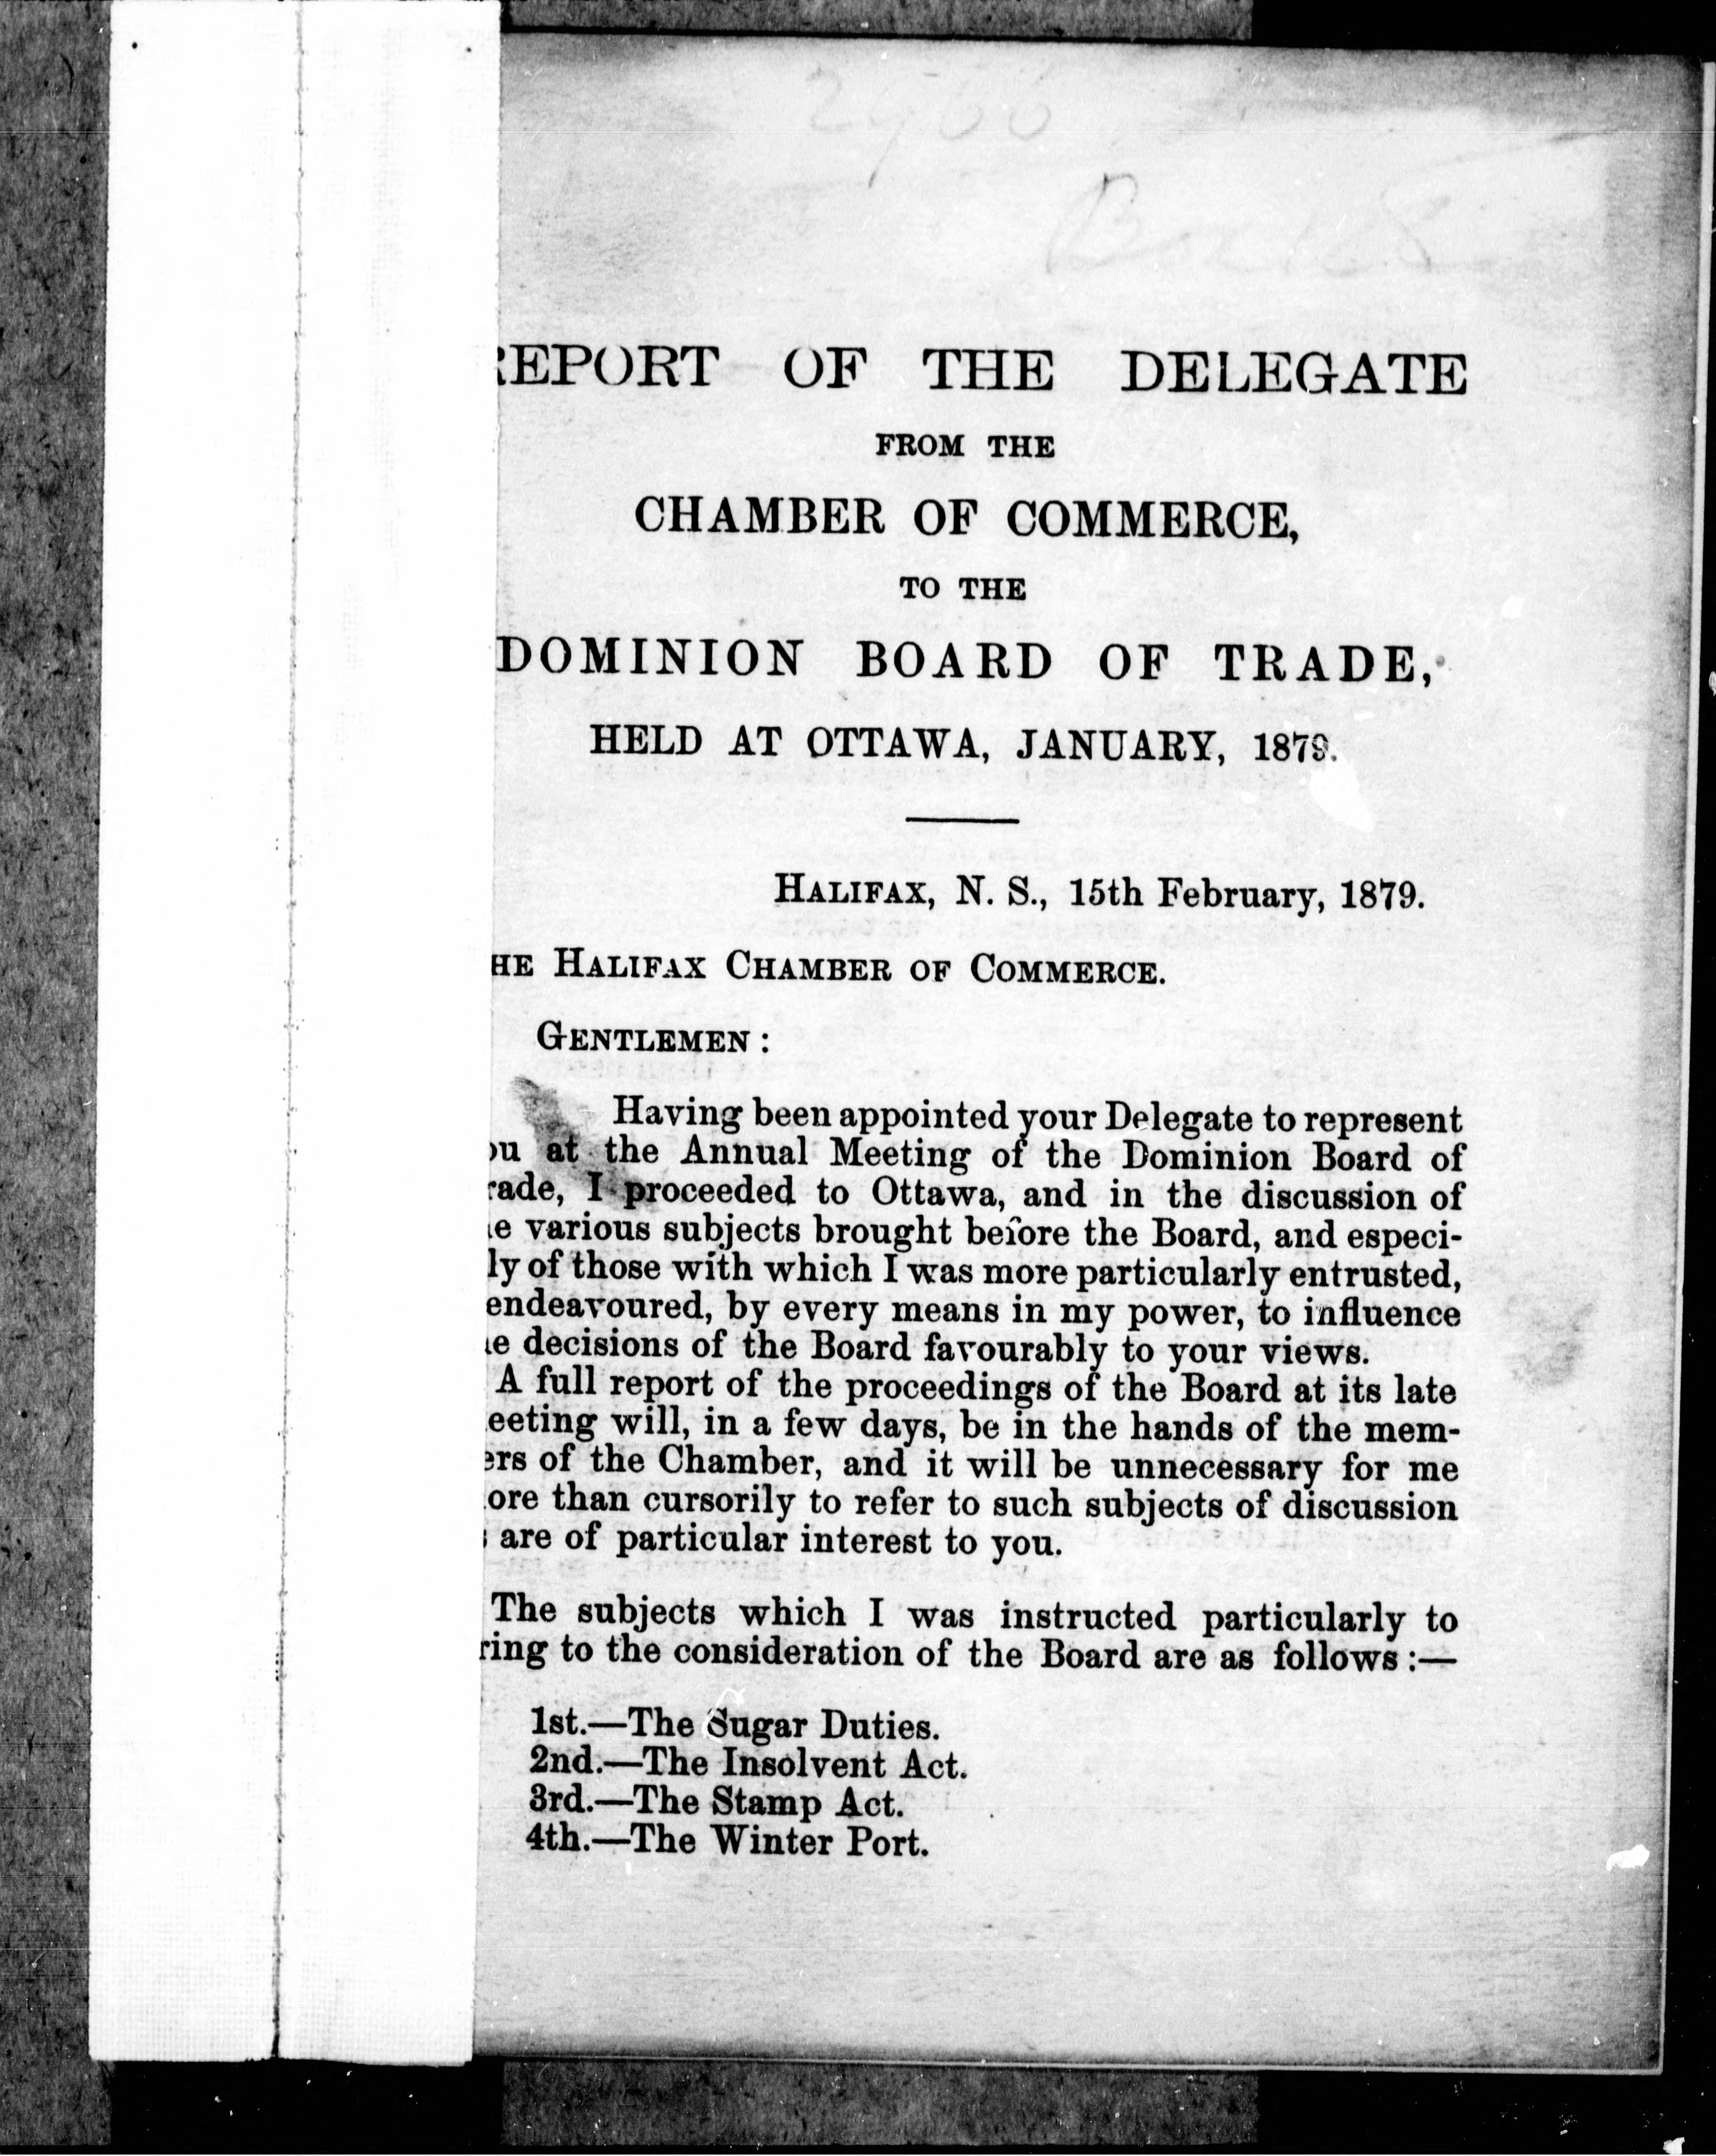 2966
REPORT OF THE DELEGATE
FROM THE
CHAMBER OF COMMERCE,
TO THE
DOMINION BOARD OF TRADE,
HELD AT OTTAWA, JANUARY, 1879.
HALIFAX, N. S., 15th February, 1879.
HE HALIFAX CHAMBER OF COMMERCE.
GENTLEMEN :
Having been appointed your Delegate to represent
ou at the Annual Meeting of the Dominion Board of
rade, I proceeded to Ottawa, and in the discussion of
e various subjects brought before the Board, and especi-
ly of those with which I was more particularly entrusted,
endeavoured, by every means in my power, to influence
e decisions of the Board favourably to your views.
A full report of the proceedings of the Board at its late
eeting will, in a few days, be in the hands of the mem-
ers of the Chamber, and it will be unnecessary for me
ore than cursorily to refer to such subjects of discussion
s are of particular interest to you.
The subjects which I was instructed particularly to
ring to the consideration of the Board are as follows :—
1st.—The Sugar Duties.
2nd.—The Insolvent Act.
3rd.—The Stamp Act.
4th.—The Winter Port.